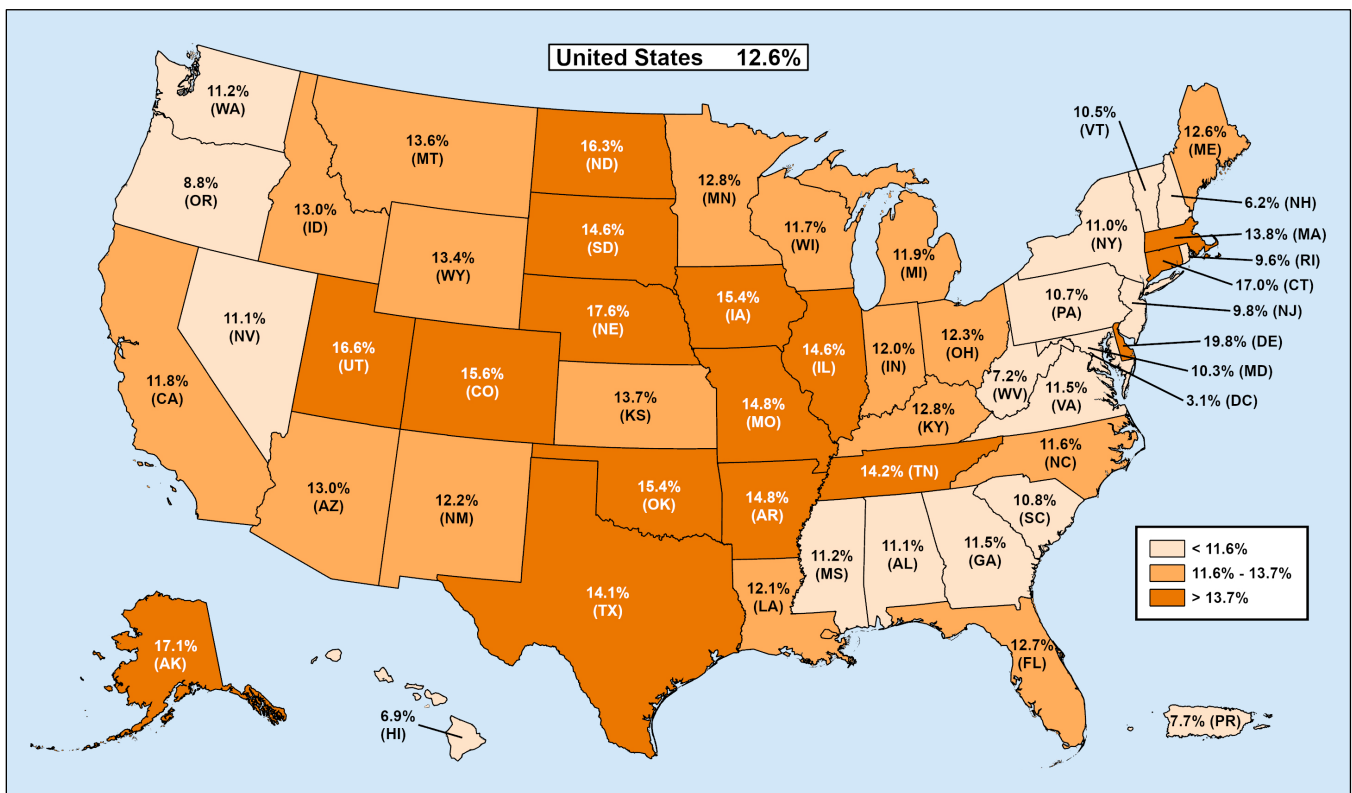 United States 12.6%
11.2%
(WA)
8.8%
(OR)
11.8%
(CA)
11.1%
(NV)
13.0%
(ID)
13.6%
(MT)
13.4%
(WY)
16.6%
(UT)
15.6%
(CO)
13.0%
(AZ)
12.2%
(NM)
16.3%
(ND)
14.6%
(SD)
17.6%
(NE)
13.7%
(KS)
15.4%
(OK)
14.1%
(TX)
12.8%
(MN)
15.4%
(IA)
14.8%
(MO)
14.8%
(AR)
12.1%
(LA)
11.7%
(WI)
14.6%
(IL)
11.9%
(MI)
12.0%
(IN)
12.3%
(OH)
12.8%
(KY)
14.2% (TN)
11.2%
(MS)
11.1%
(AL)
11.5%
(GA)
12.7%
(FL)
10.8%
(SC)
11.6%
(NC)
11.5%
(VA)
7.2%
(WV)
10.7%
(PA)
11.0%
(NY)
10.5%
(VT)
12.6%
(ME)
6.2% (NH)
13.8% (MA)
9.6% (RI)
17.0% (CT)
9.8% (NJ)
19.8% (DE)
10.3% (MD)
3.1% (DC)
17.1%
(AK)
6.9%
(HI)
7.7% (PR)
< 11.6%
11.6% - 13.7%
> 13.7%